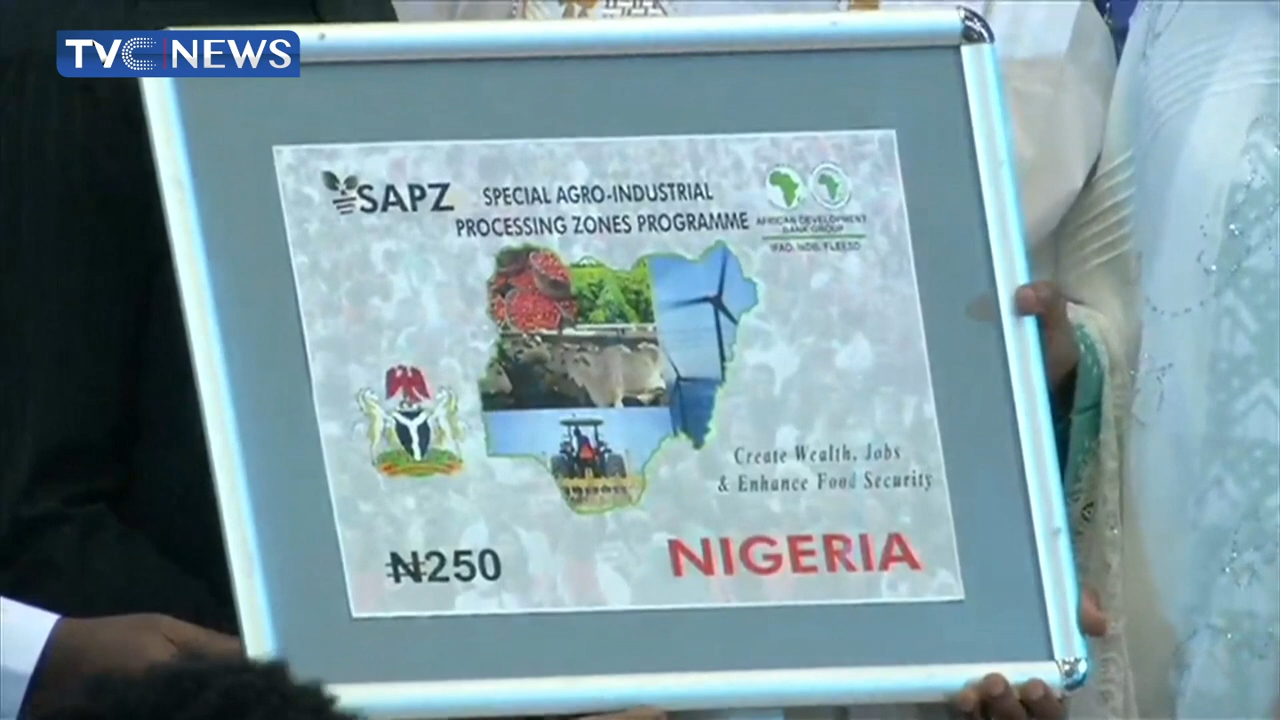 TVC NEWS
SAPZ
SPECIAL AGRO-INDUSTRIAL
PROCESSING ZONES PROGRAMME
AFRICAN DEVELOPMENT
BANK GROUP
Create Wealth, Jobs
& Enhance Food Security
₦250
NIGERIA